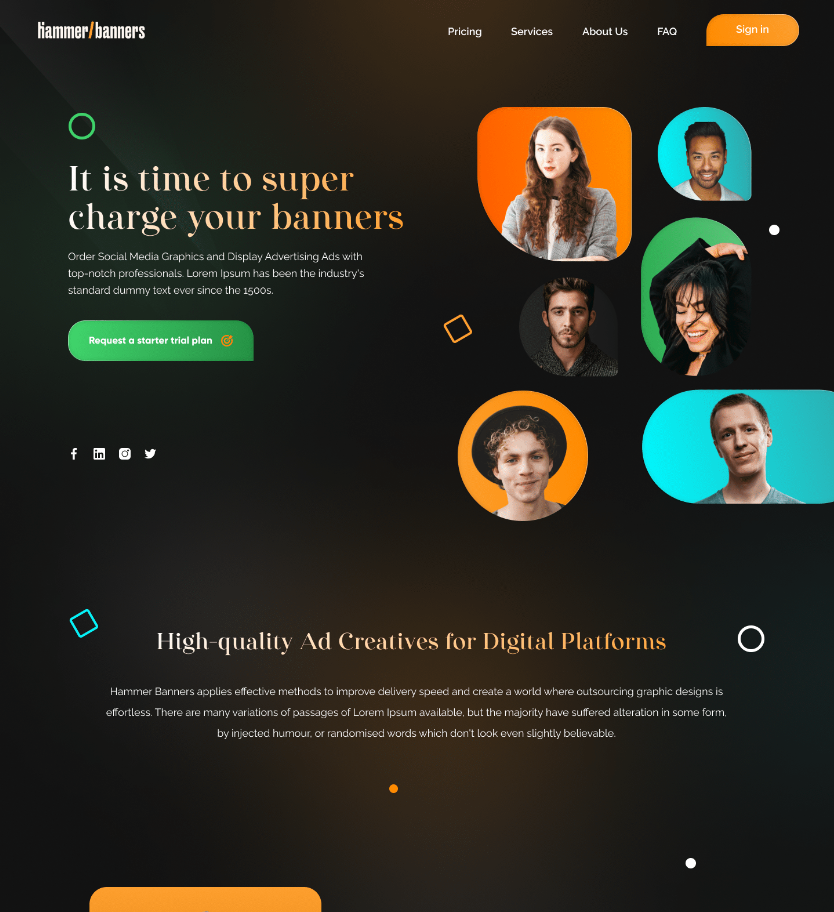 hammer/banners
Pricing Services About Us FAQ Sign in
It is time to super
charge your banners
Order Social Media Graphics and Display Advertising Ads with
top-notch professionals. Lorem Ipsum has been the industry's
standard dummy text ever since the 1500s.
Request a starter trial plan
High-quality Ad Creatives for Digital Platforms
Hammer Banners applies effective methods to improve delivery speed and create a world where outsourcing graphic designs is
effortless. There are many variations of passages of Lorem Ipsum available, but the majority have suffered alteration in some form,
by injected humour, or randomised words which don't look even slightly believable.